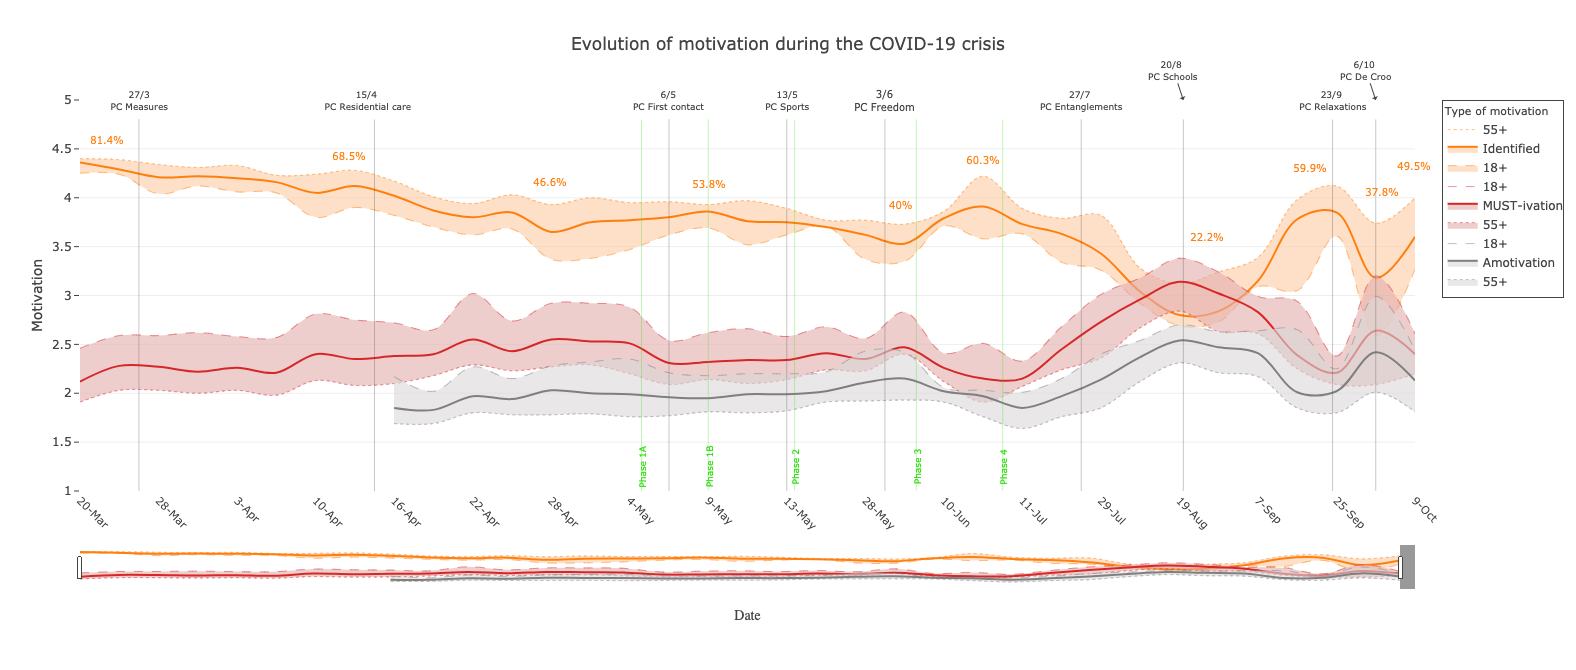 Evolution of motivation during the COVID-19 crisis
27/3
PC Measures
15/4
PC Residential care
6/5
PC First contact
13/5
PC Sports
3/6
PC Freedom
27/7
PC Entanglements
20/8
PC Schools
23/9
PC Relaxations
6/10
PC De Croo
81.4%
68.5%
46.6%
53.8%
40%
60.3%
22.2%
59.9%
37.8%
49.5%
Motivation
5
4.5
4
3.5
3
2.5
2
1.5
1
Phase 1A
Phase 1B
Phase 2
Phase 3
Phase 4
20-Mar
28-Mar
3-Apr
10-Apr
16-Apr
22-Apr
28-Apr
4-May
9-May
13-May
28-May
10-Jun
11-Jul
29-Jul
19-Aug
7-Sep
25-Sep
9-Oct
Date
Type of motivation
55+
Identified
18+
18+
MUST-ivation
55+
18+
Amotivation
55+